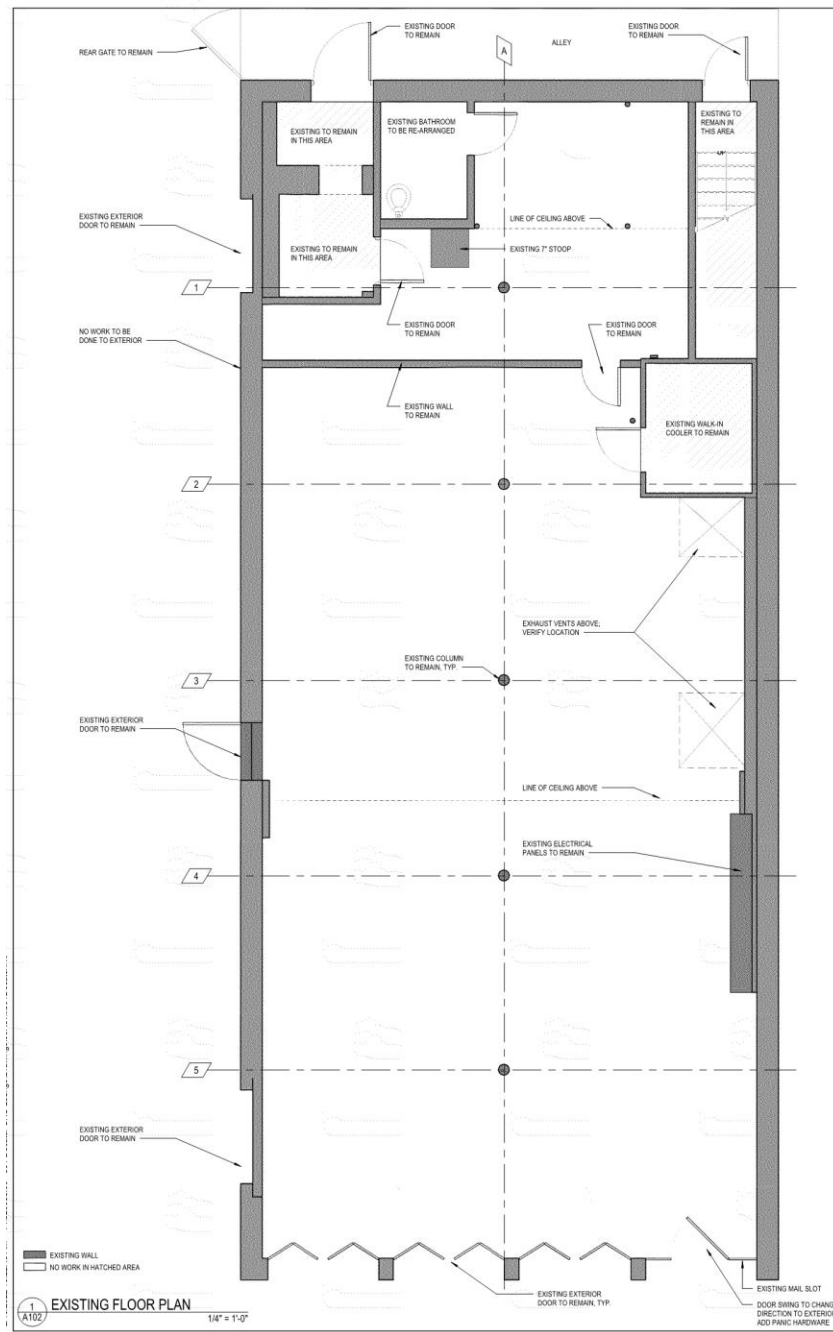 EXISTING DOOR
TO REMAIN
ALLEY
EXISTING DOOR
TO REMAIN
REAR GATE TO REMAIN
A
EXISTING TO REMAIN
IN THIS AREA
EXISTING BATHROOM
TO BE RE-ARRANGED
EXISTING TO
REMAIN IN
THIS AREA
EXISTING EXTERIOR
DOOR TO REMAIN
LINE OF CEILING ABOVE
EXISTING TO REMAIN
IN THIS AREA
EXISTING 7" STOOP
1
NO WORK TO BE
DONE TO EXTERIOR
EXISTING DOOR
TO REMAIN
EXISTING DOOR
TO REMAIN
EXISTING WALL
TO REMAIN
EXISTING WALK-IN
COOLER TO REMAIN
2
EXHAUST VENTS ABOVE;
VERIFY LOCATION
EXISTING COLUMN
TO REMAIN, TYP.
3
EXISTING EXTERIOR
DOOR TO REMAIN
LINE OF CEILING ABOVE
EXISTING ELECTRICAL
PANELS TO REMAIN
4
5
EXISTING EXTERIOR
DOOR TO REMAIN
EXISTING WALL
NO WORK IN HATCHED AREA
EXISTING EXTERIOR
DOOR TO REMAIN, TYP.
EXISTING MAIL SLOT
DOOR SWING TO CHANG
DIRECTION TO EXTERIOR
ADD PANIC HARDWARE
1
A102
EXISTING FLOOR PLAN
1/4" = 1'-0"